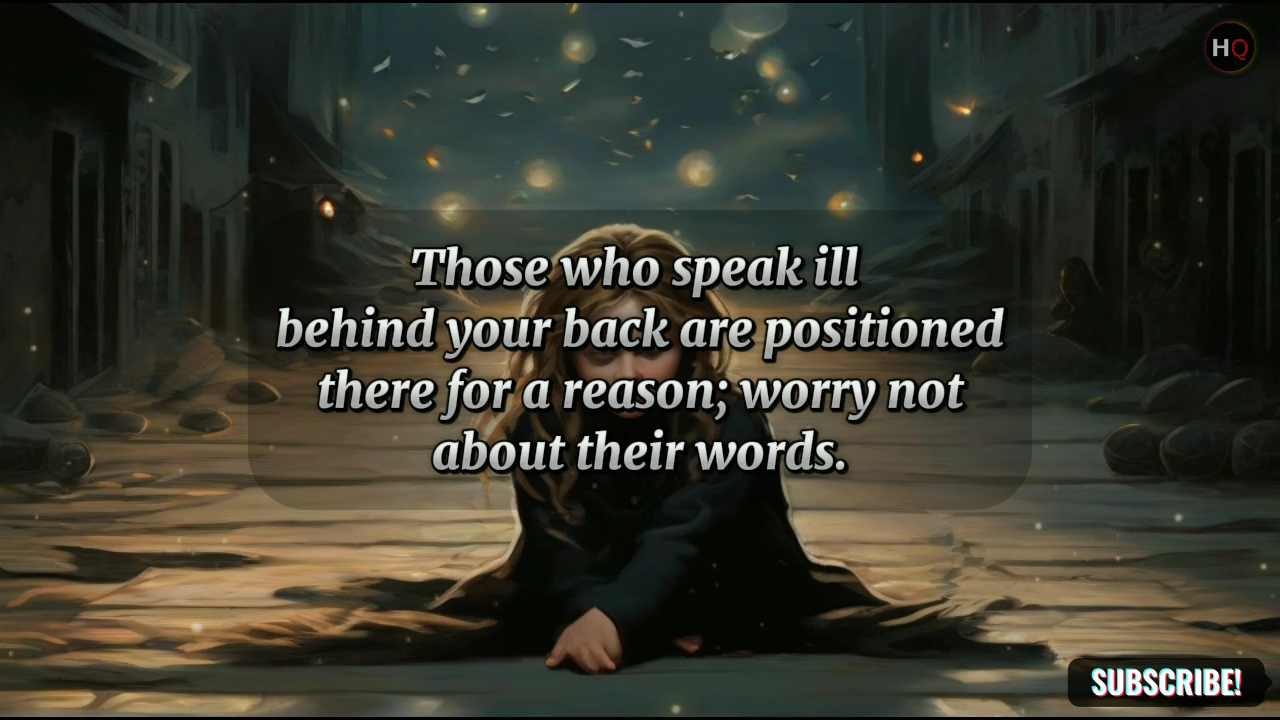 HQ
Those who speak ill
behind your back are positioned
there for a reason; worry not
about their words.
SUBSCRIBE!